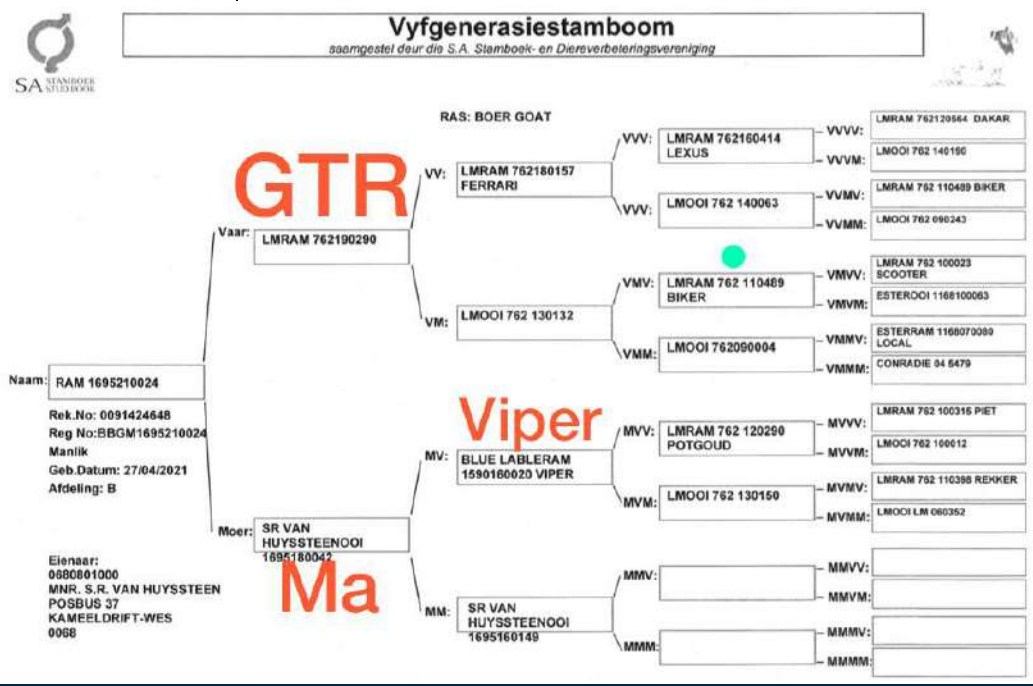 Vyfgenerasiestamboom
saamgestel deur die S.A. Stamboek- en Diereverbeteringsvereniging
SA STAMBOEK
STUDBOOK
RAS: BOER GOAT
GTR
Viper
Ma
Naam: RAM 1695210024
Rek.No: 0091424648
Reg No:BBGM1695210024
Manlik
Geb.Datum: 27/04/2021
Afdeling: B
Eienaar:
0680801000
MNR. S.R. VAN HUYSSTEEN
POSBUS 37
KAMEELDRIFT-WES
0068
Vaar: LMRAM 762190290
Moer: SR VAN
HUYSSTEENOOI
1695180042
VV: LMRAM 762180157
FERRARI
VM: LMOOI 762 130132
MV: BLUE LABLERAM
1590160020 VIPER
MM: SR VAN
HUYSSTEENOOI
1695160149
VVV: LMRAM 762160414
LEXUS
VVV: LMOOI 762 140063
VMV: LMRAM 762 110489
BIKER
VMM: LMOOI 762090004
MVV: LMRAM 762 120290
POTGOUD
MVM: LMOOI 762 130150
MMV:
MMM:
VVVV: LMRAM 762120564 DAKAR
VVVM: LMOOI 762 140190
VVMV: LMRAM 762 110489 BIKER
VVMM: LMOOI 762 090243
VMVV: LMRAM 762 100023
SCOOTER
VMVM: ESTEROOI 1168100063
VMMV: ESTERRAM 1168070089
LOCAL
VMMM: CONRADIE 04 5479
MVVV: LMRAM 762 100315 PIET
MVVM: LMOOI 762 100012
MVMV: LMRAM 762 110398 REKKER
MVMM: LMOOI LM 060352
MMVV:
MMVM:
MMMV:
MMMM: